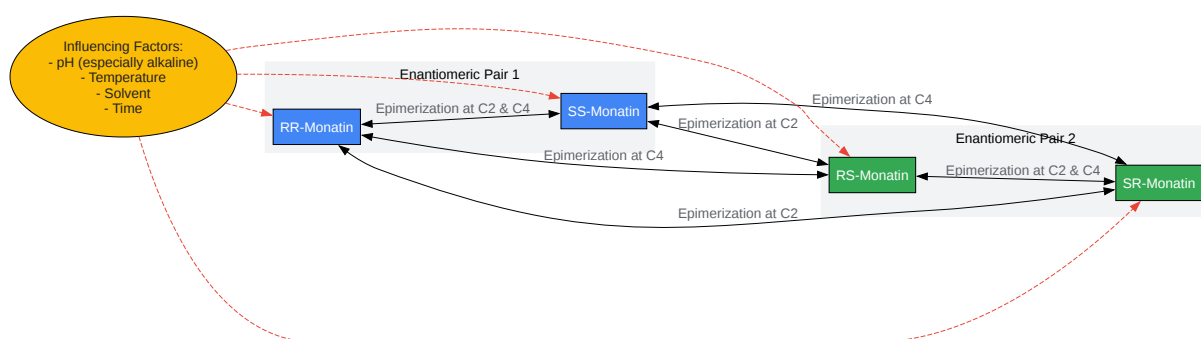 Influencing Factors:
- pH (especially alkaline)
- Temperature
- Solvent
- Time
Enantiomeric Pair 1
RR-Monatin
Epimerization at C2 & C4
SS-Monatin
Epimerization at C4
Epimerization at C2
Epimerization at C4
Enantiomeric Pair 2
RS-Monatin
Epimerization at C2 & C4
SR-Monatin
Epimerization at C2